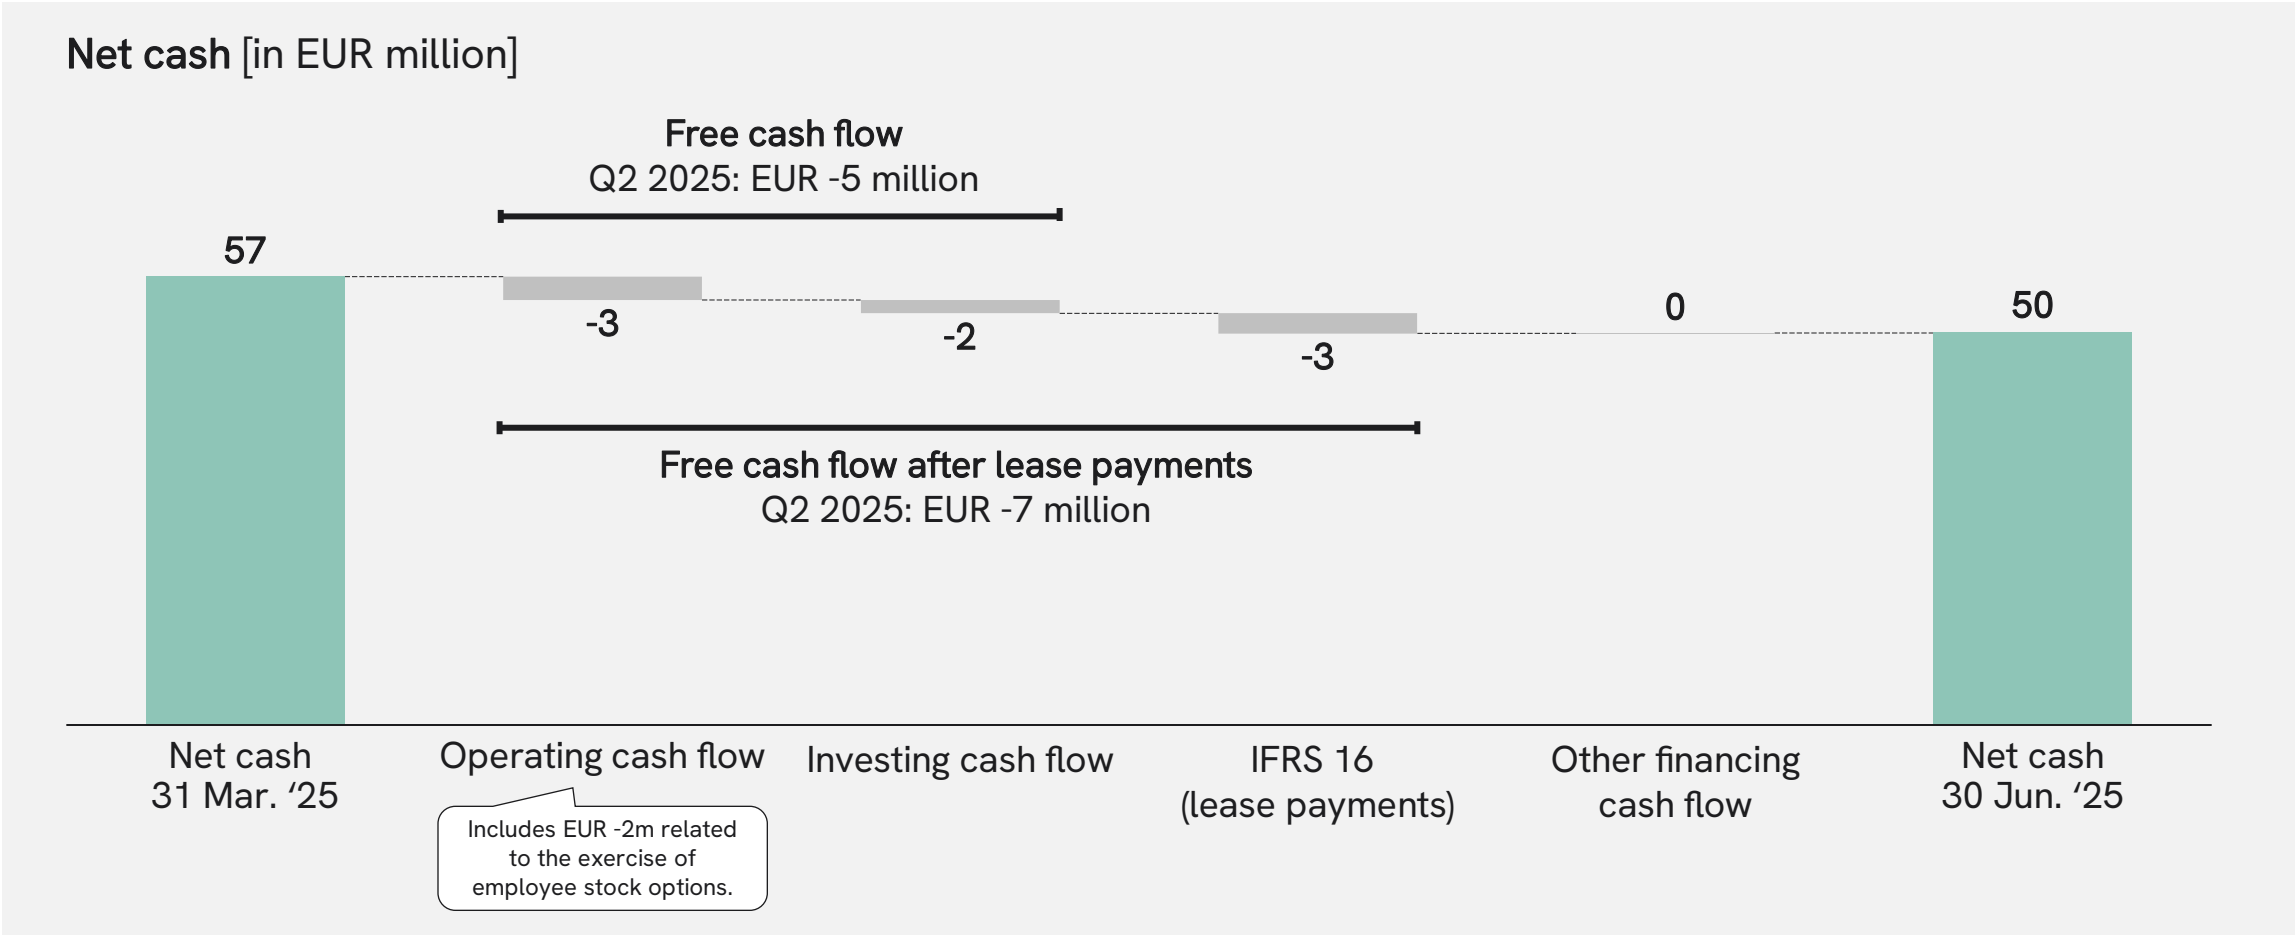 Net cash [in EUR million]
Free cash flow
Q2 2025: EUR -5 million
57
-3
-2
-3
0
50
Free cash flow after lease payments
Q2 2025: EUR -7 million
Net cash
31 Mar. ‘25
Operating cash flow
Investing cash flow
IFRS 16
(lease payments)
Other financing
cash flow
Net cash
30 Jun. ‘25
Includes EUR -2m related
to the exercise of
employee stock options.